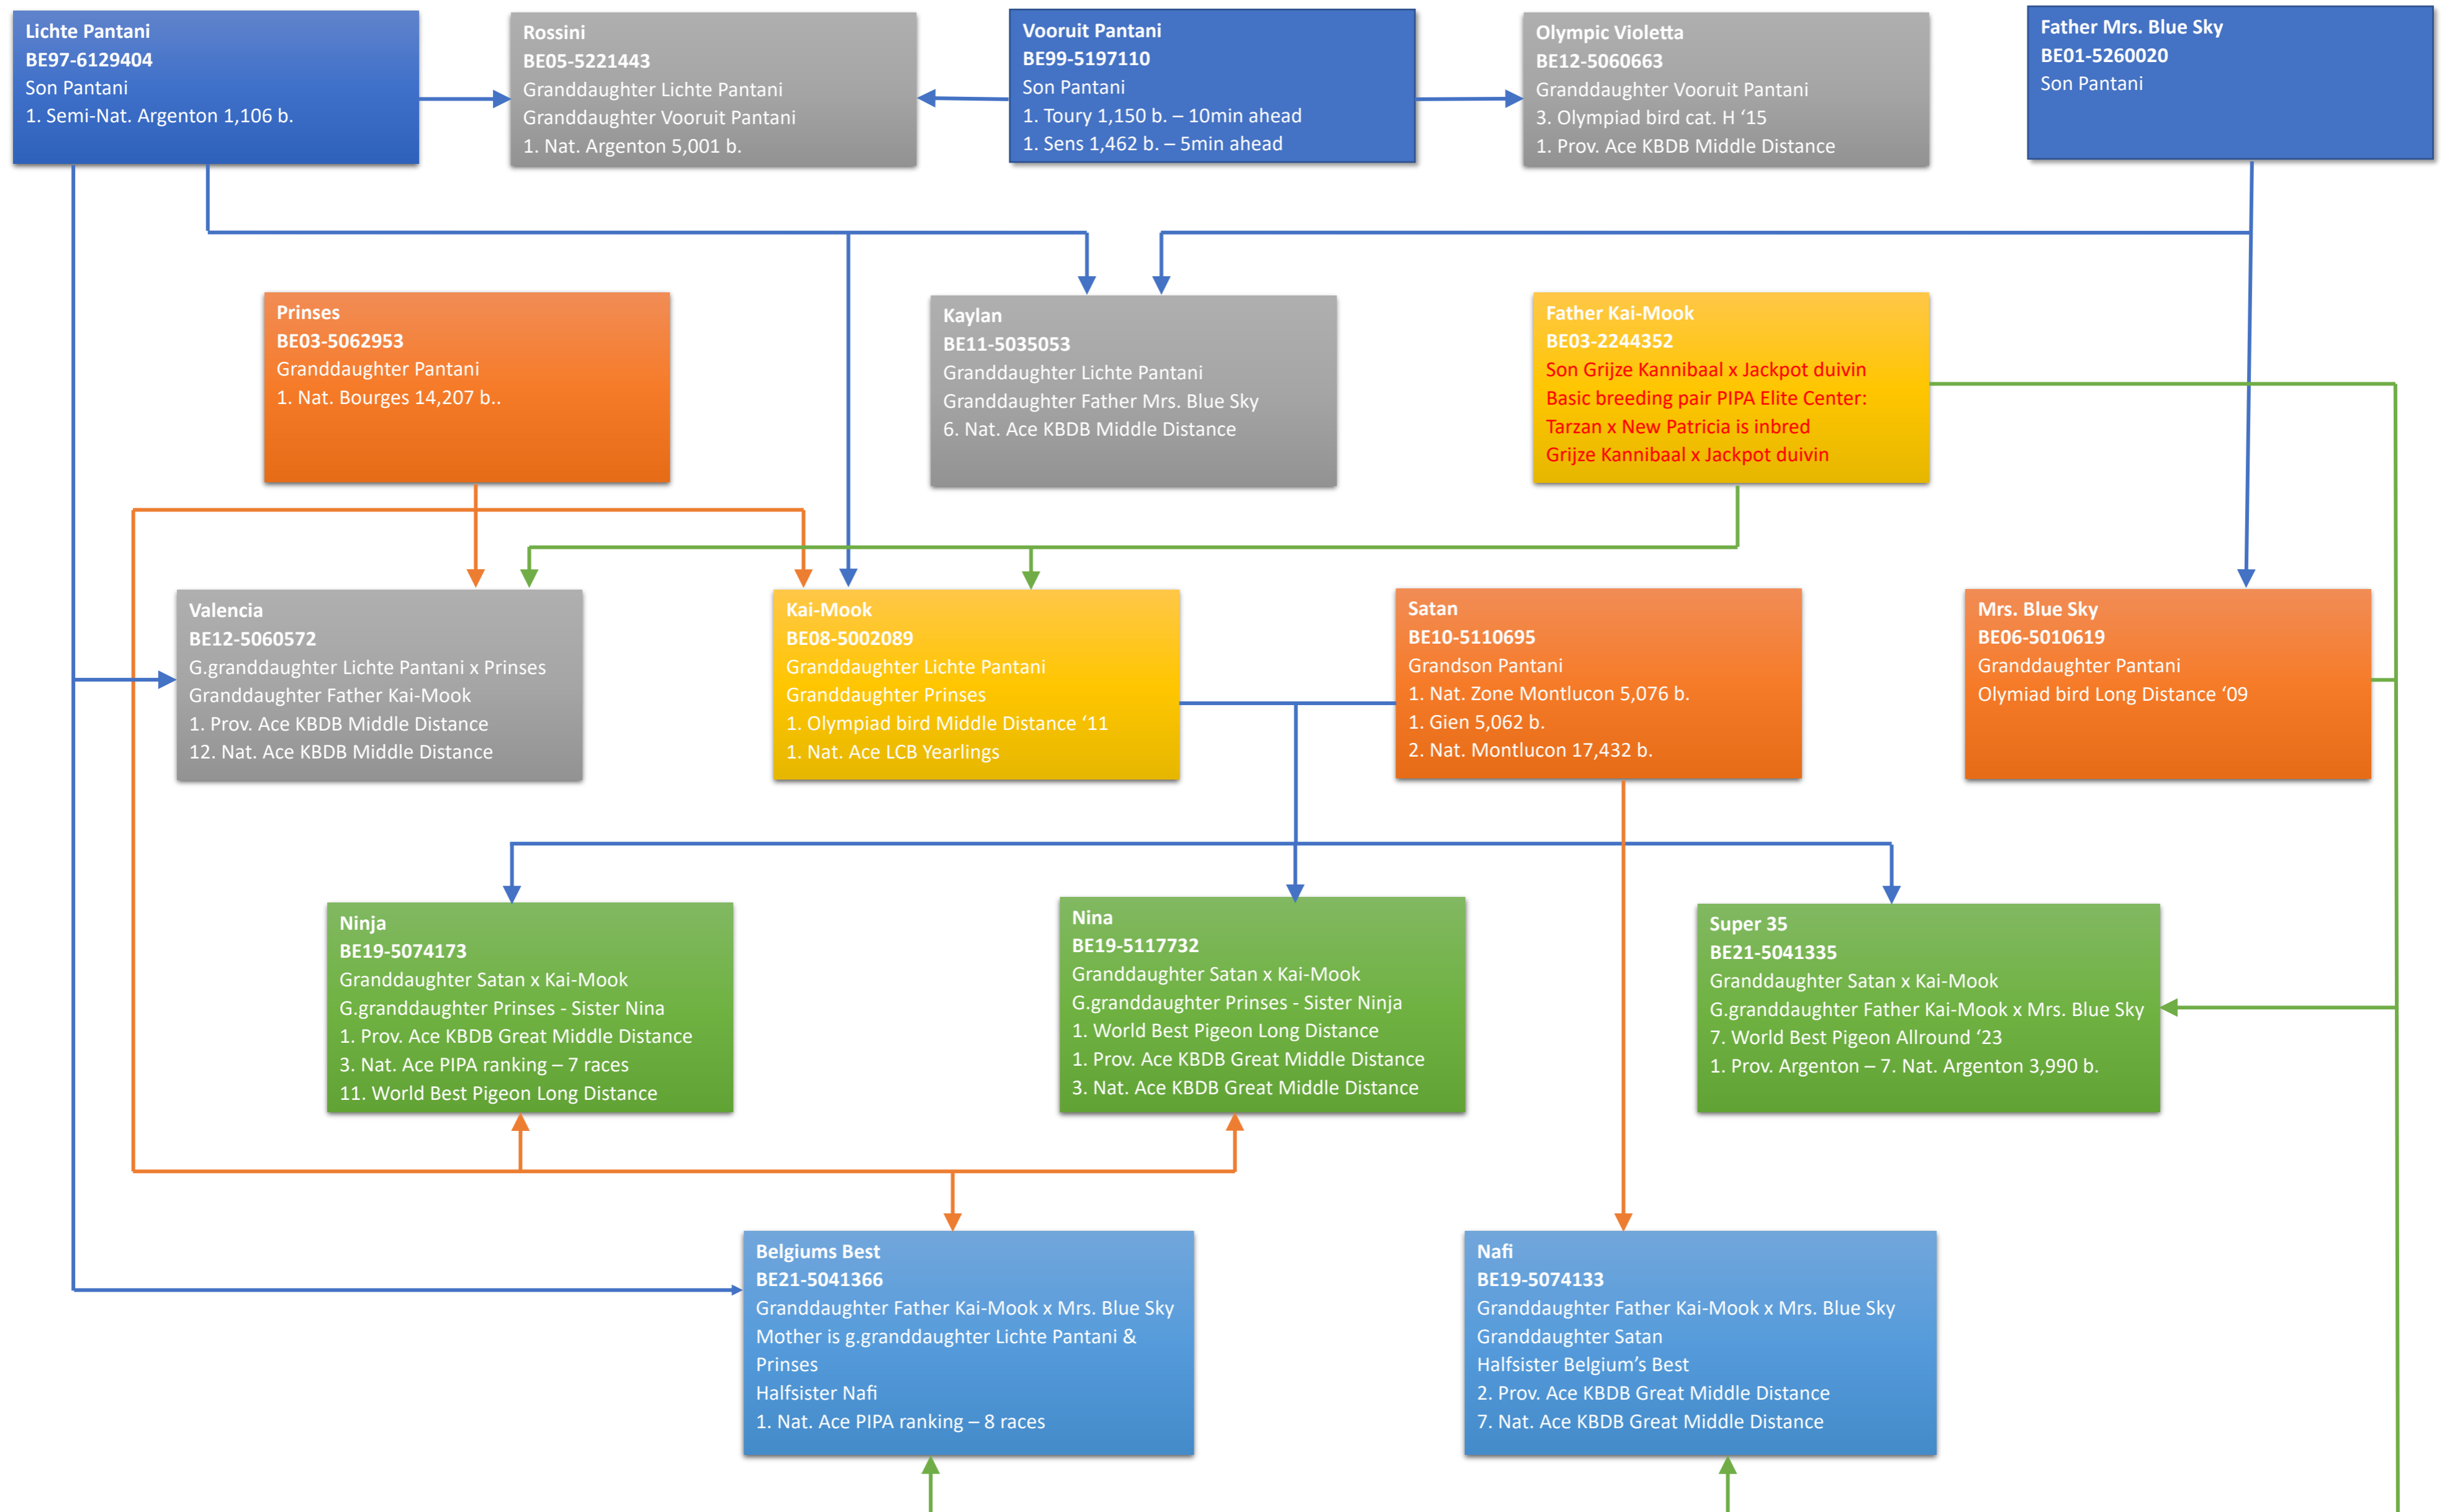 Lichte Pantani
BE97-6129404
Son Pantani
1. Semi-Nat. Argenton 1,106 b.
Rossini
BE05-5221443
Granddaughter Lichte Pantani
Granddaughter Vooruit Pantani
1. Nat. Argenton 5,001 b.
Vooruit Pantani
BE99-5197110
Son Pantani
1. Toury 1,150 b. – 10min ahead
1. Sens 1,462 b. – 5min ahead
Olympic Violetta
BE12-5060663
Granddaughter Vooruit Pantani
3. Olympiad bird cat. H ‘15
1. Prov. Ace KBDB Middle Distance
Father Mrs. Blue Sky
BE01-5260020
Son Pantani
Prinses
BE03-5062953
Granddaughter Pantani
1. Nat. Bourges 14,207 b..
Kaylan
BE11-5035053
Granddaughter Lichte Pantani
Granddaughter Father Mrs. Blue Sky
6. Nat. Ace KBDB Middle Distance
Father Kai-Mook
BE03-2244352
Son Grijze Kannibaal x Jackpot duivin
Basic breeding pair PIPA Elite Center:
Tarzan x New Patricia is inbred
Grijze Kannibaal x Jackpot duivin
Valencia
BE12-5060572
G.granddaughter Lichte Pantani x Prinses
Granddaughter Father Kai-Mook
1. Prov. Ace KBDB Middle Distance
12. Nat. Ace KBDB Middle Distance
Kai-Mook
BE08-5002089
Granddaughter Lichte Pantani
Granddaughter Prinses
1. Olympiad bird Middle Distance ‘11
1. Nat. Ace LCB Yearlings
Satan
BE10-5110695
Grandson Pantani
1. Nat. Zone Montlucon 5,076 b.
1. Gien 5,062 b.
2. Nat. Montlucon 17,432 b.
Mrs. Blue Sky
BE06-5010619
Granddaughter Pantani
Olymiad bird Long Distance ‘09
Ninja
BE19-5074173
Granddaughter Satan x Kai-Mook
G.granddaughter Prinses - Sister Nina
1. Prov. Ace KBDB Great Middle Distance
3. Nat. Ace PIPA ranking – 7 races
11. World Best Pigeon Long Distance
Nina
BE19-5117732
Granddaughter Satan x Kai-Mook
G.granddaughter Prinses - Sister Ninja
1. World Best Pigeon Long Distance
1. Prov. Ace KBDB Great Middle Distance
3. Nat. Ace KBDB Great Middle Distance
Super 35
BE21-5041335
Granddaughter Satan x Kai-Mook
G.granddaughter Father Kai-Mook x Mrs. Blue Sky
7. World Best Pigeon Allround ‘23
1. Prov. Argenton – 7. Nat. Argenton 3,990 b.
Belgiums Best
BE21-5041366
Granddaughter Father Kai-Mook x Mrs. Blue Sky
Mother is g.granddaughter Lichte Pantani &
Prinses
Halfsister Nafi
1. Nat. Ace PIPA ranking – 8 races
Nafi
BE19-5074133
Granddaughter Father Kai-Mook x Mrs. Blue Sky
Granddaughter Satan
Halfsister Belgium’s Best
2. Prov. Ace KBDB Great Middle Distance
7. Nat. Ace KBDB Great Middle Distance